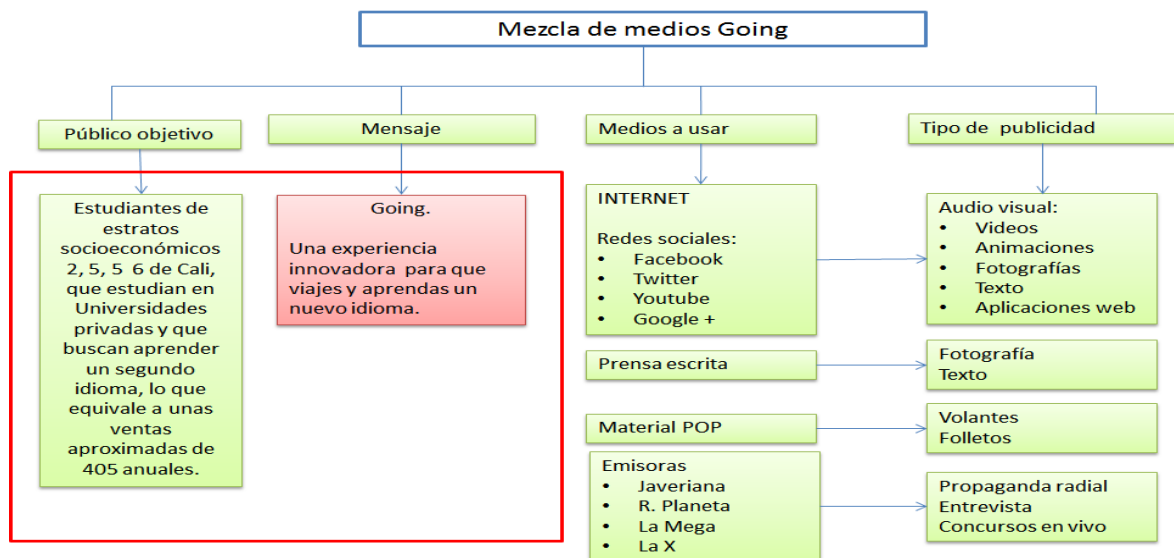 Mezcla de medios Going
Público objetivo
Mensaje
Medios a usar
Tipo de publicidad
Estudiantes de
estratos
socioeconómicos
2, 5, 5 6 de Cali,
que estudian en
Universidades
privadas y que
buscan aprender
un segundo
idioma, lo que
equivale a unas
ventas
aproximadas de
405 anuales.
Going.
Una experiencia
innovadora para que
viajes y aprendas un
nuevo idioma.
INTERNET
Redes sociales:
• Facebook
• Twitter
• Youtube
• Google +
Audio visual:
• Videos
• Animaciones
• Fotografías
• Texto
• Aplicaciones web
Prensa escrita
Fotografía
Texto
Material POP
Volantes
Folletos
Emisoras
• Javeriana
• R. Planeta
• La Mega
• La X
Propaganda radial
Entrevista
Concursos en vivo